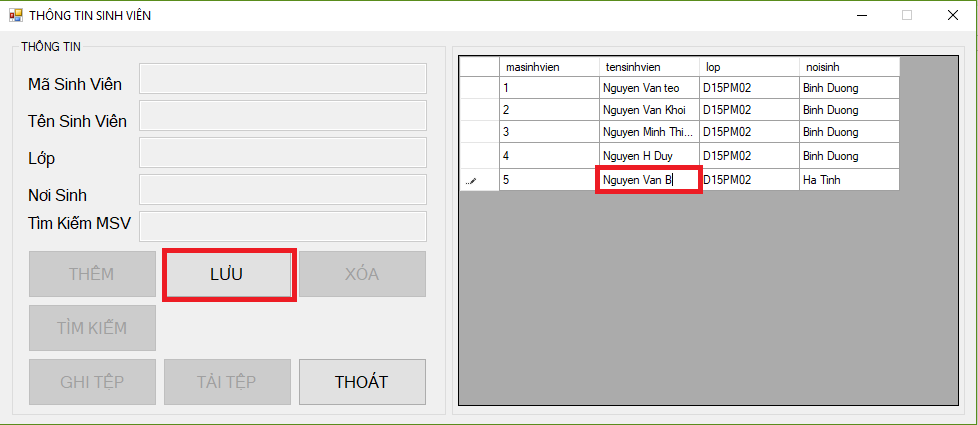 THÔNG TIN SINH VIÊN
THÔNG TIN
Mã Sinh Viên
Tên Sinh Viên
Lớp
Nơi Sinh
Tìm Kiếm MSV
THÊM LƯU XÓA
TÌM KIẾM
GHI TỆP TẢI TỆP THOÁT
masinhvien tensinhvien lop noisinh
1 Nguyen Van teo D15PM02 Binh Duong
2 Nguyen Van Khoi D15PM02 Binh Duong
3 Nguyen Minh Thi... D15PM02 Binh Duong
4 Nguyen H Duy D15PM02 Binh Duong
5 Nguyen Van B D15PM02 Ha Tinh